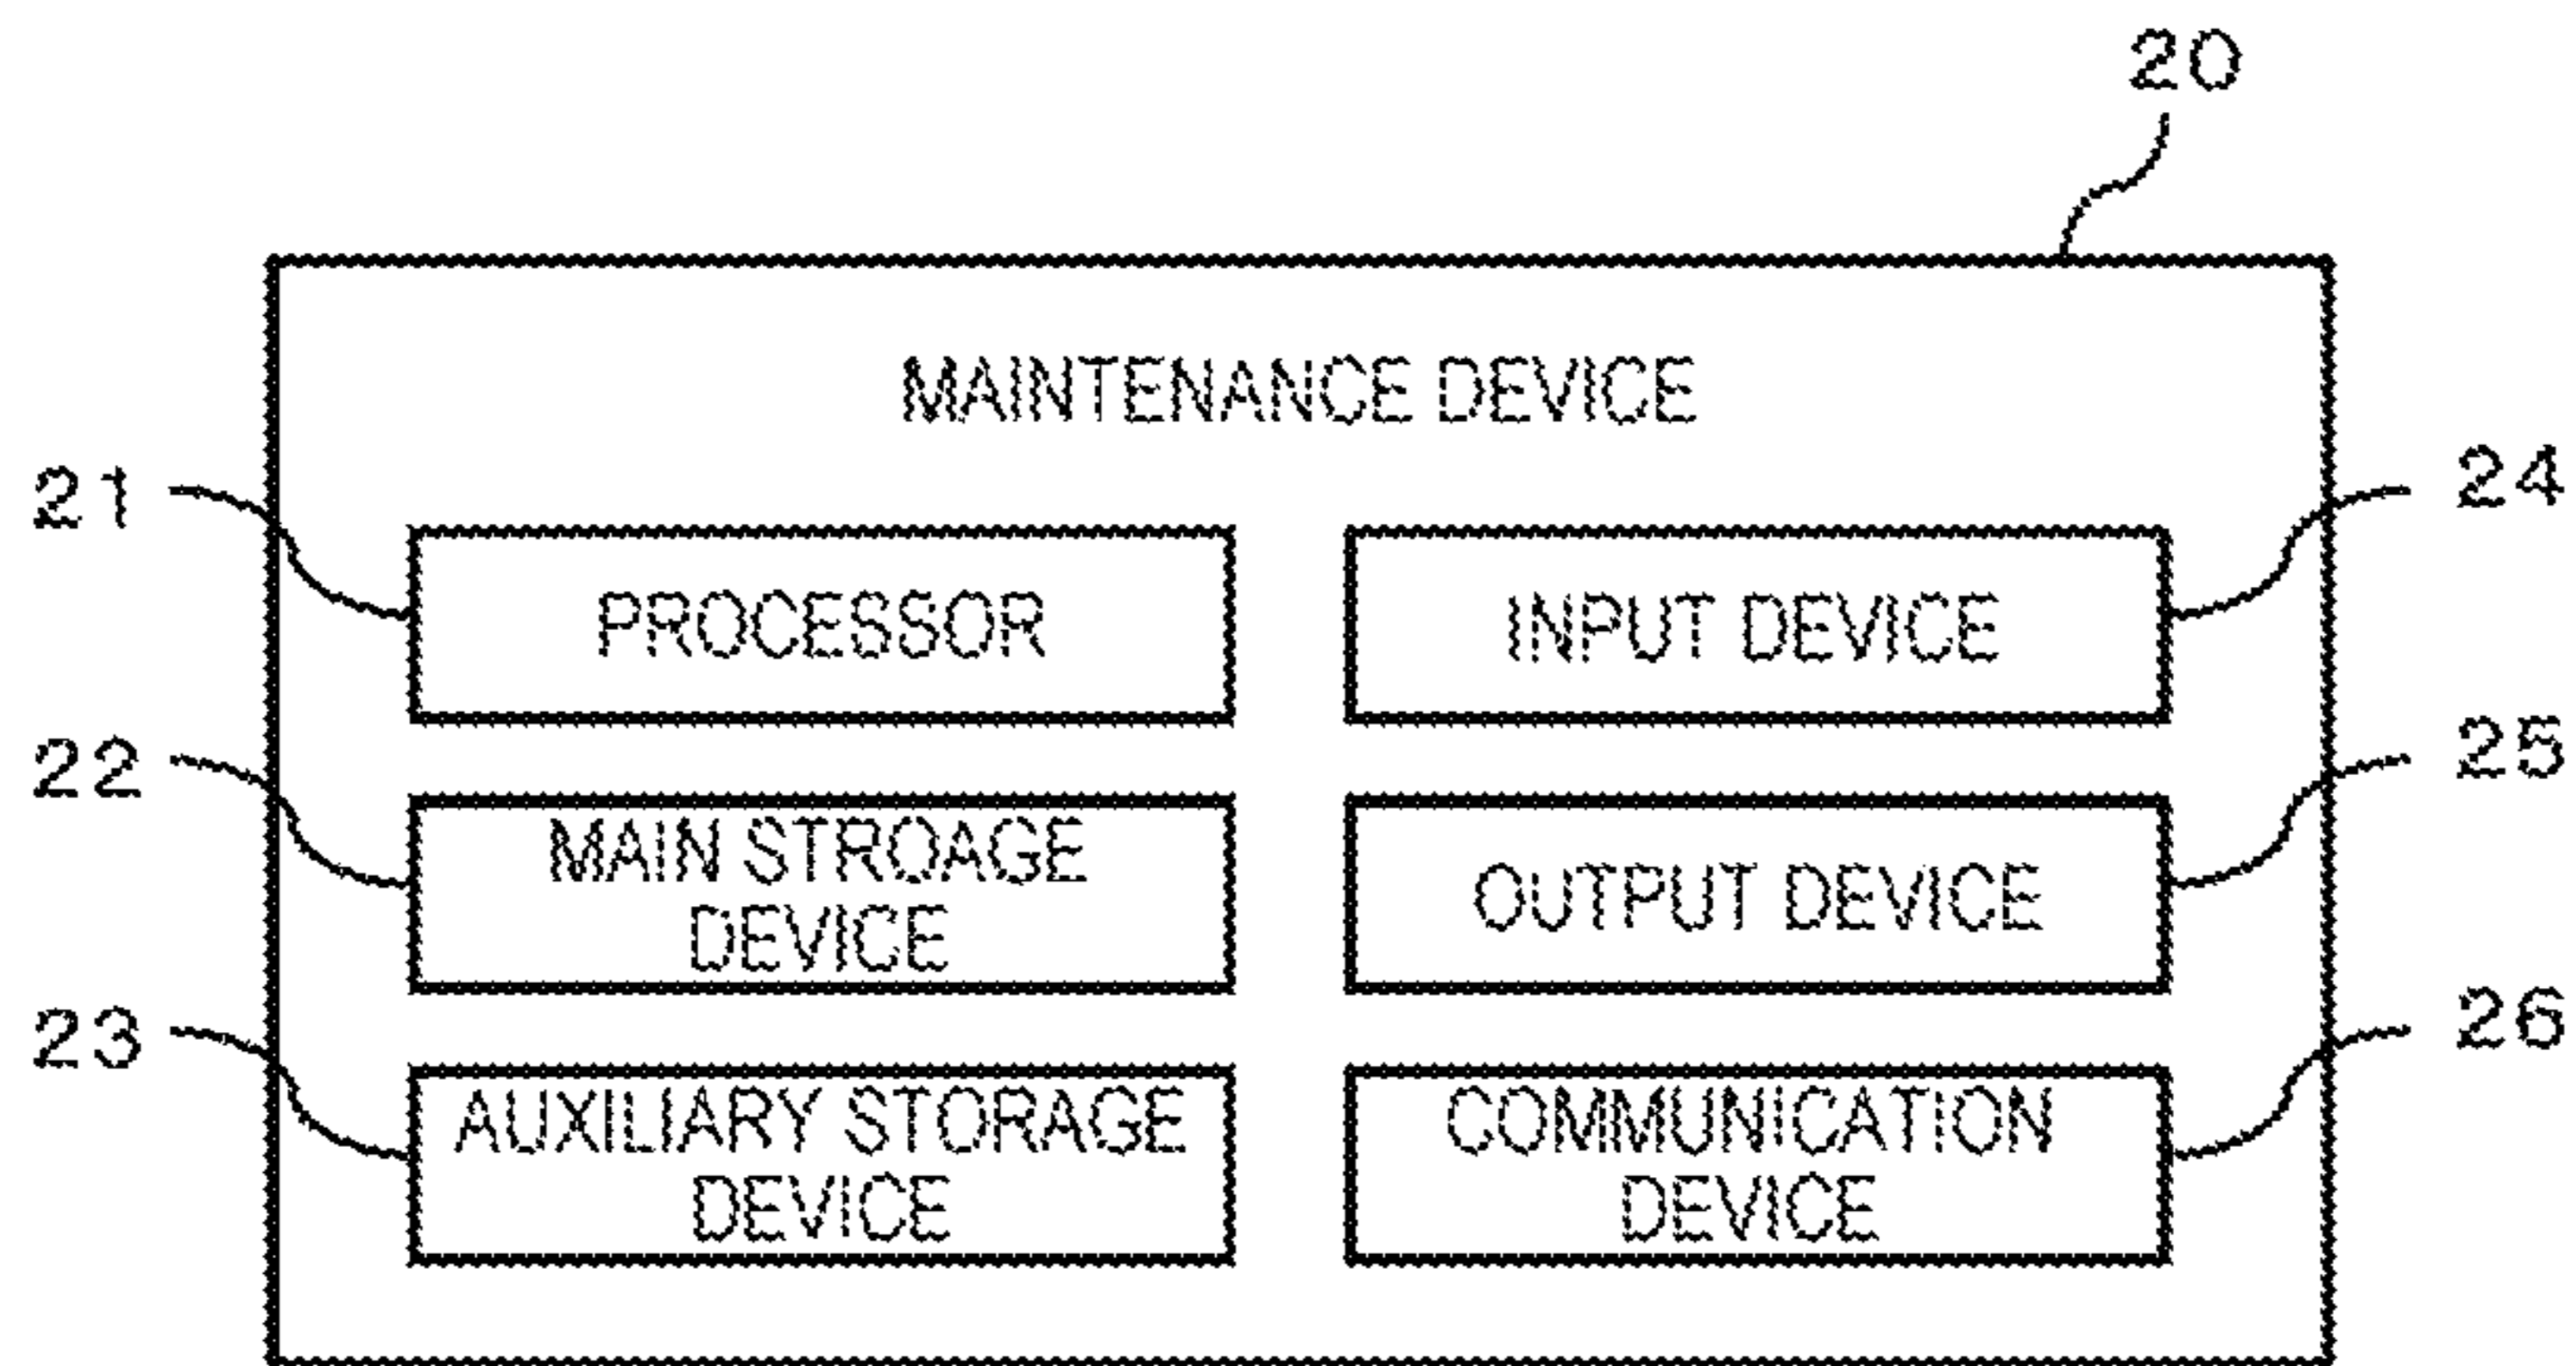 20
MAINTENANCE DEVICE
21
PROCESSOR
INPUT DEVICE
24
22
MAIN STROAGE
DEVICE
OUTPUT DEVICE
25
23
AUXILIARY STORAGE
DEVICE
COMMUNICATION
DEVICE
26